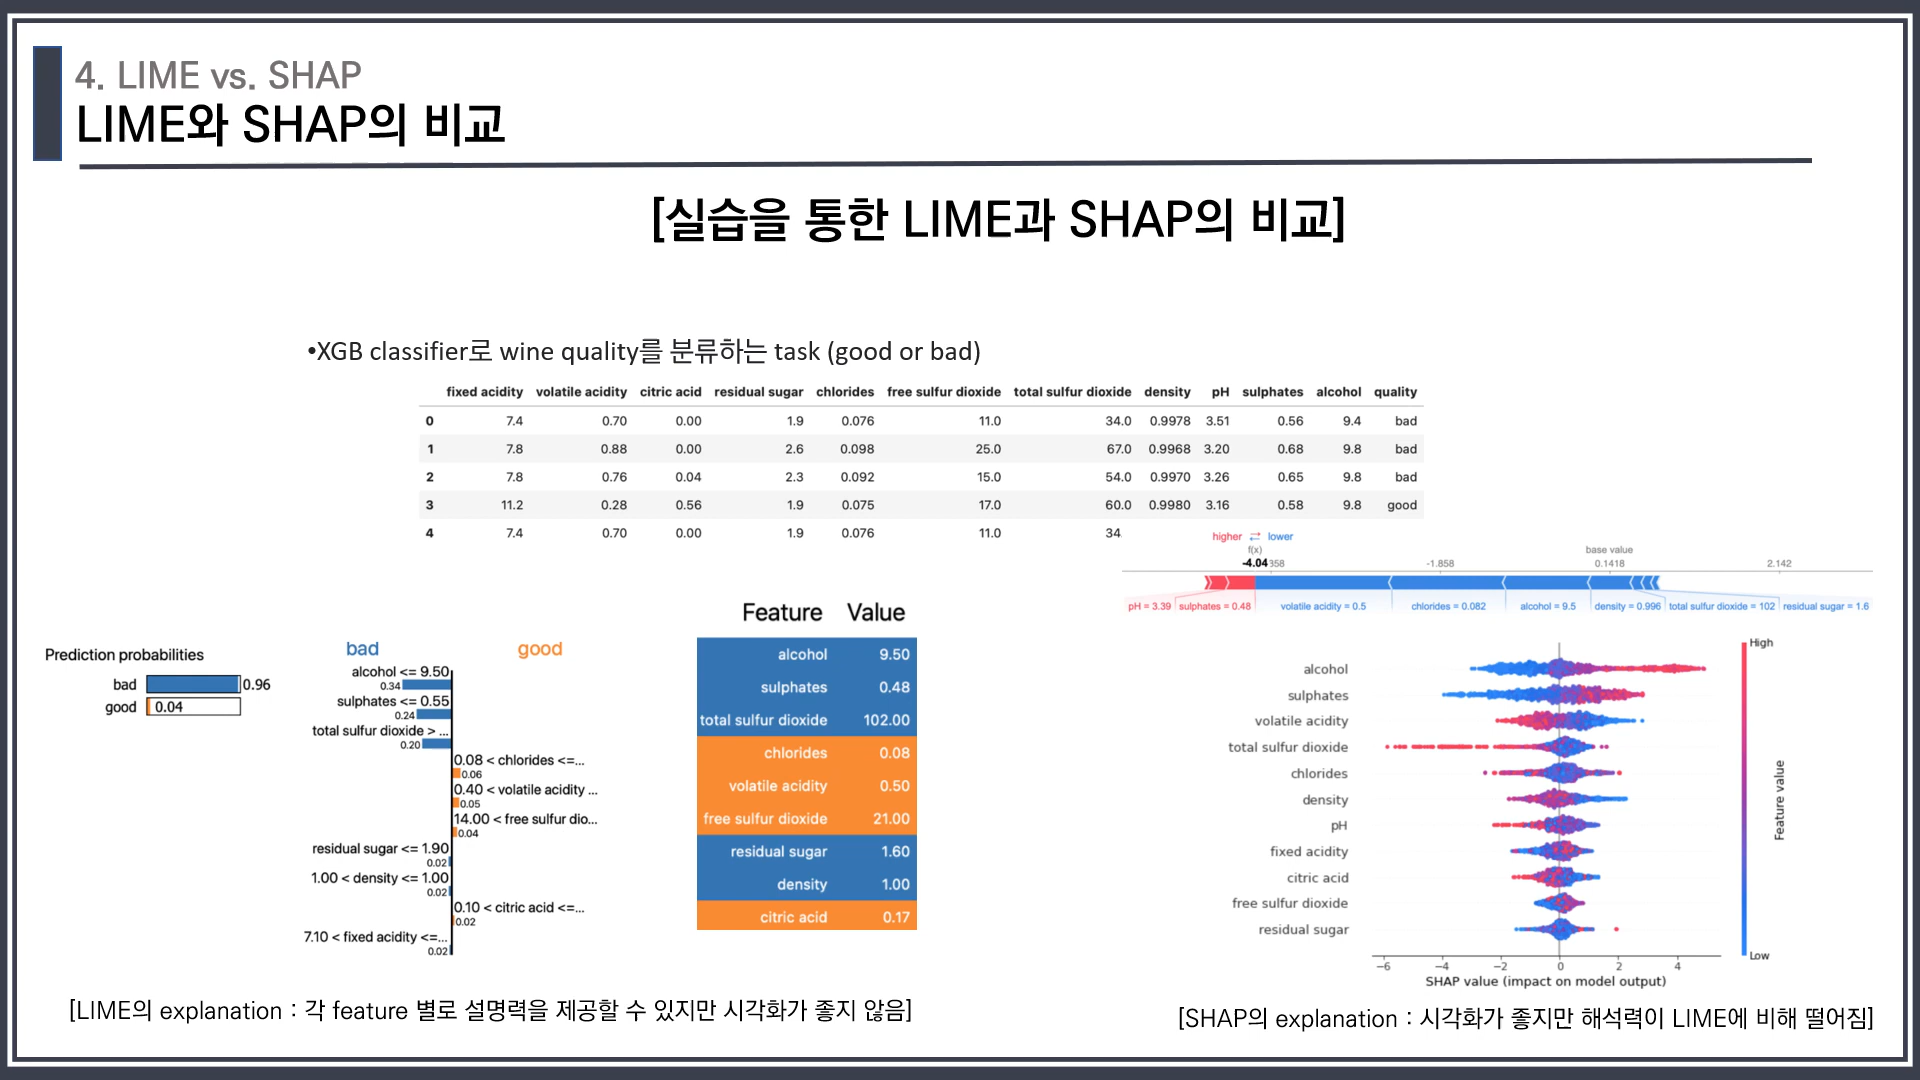 4. LIME vs. SHAP
LIME와 SHAP의 비교
[실습을 통한 LIME과 SHAP의 비교]
•XGB classifier로 wine quality를 분류하는 task (good or bad)
fixed acidity volatile acidity citric acid residual sugar chlorides free sulfur dioxide total sulfur dioxide density pH sulphates alcohol quality
0 7.4 0.70 0.00 1.9 0.076 11.0 34.0 0.9978 3.51 0.56 9.4 bad
1 7.8 0.88 0.00 2.6 0.098 25.0 67.0 0.9968 3.20 0.68 9.8 bad
2 7.8 0.76 0.04 2.3 0.092 15.0 54.0 0.9970 3.26 0.65 9.8 bad
3 11.2 0.28 0.56 1.9 0.075 17.0 60.0 0.9980 3.16 0.58 9.8 good
4 7.4 0.70 0.00 1.9 0.076 11.0 34
Prediction probabilities
bad 0.96
good 0.04
bad good
alcohol <= 9.50
0.34
sulphates <= 0.55
0.24
total sulfur dioxide > ...
0.20
0.08 < chlorides <=...
0.06
0.40 < volatile acidity ...
0.05
14.00 < free sulfur dio...
0.04
residual sugar <= 1.90
0.02
1.00 < density <= 1.00
0.02
0.10 < citric acid <=...
0.02
7.10 < fixed acidity <=...
0.02
Feature Value
alcohol 9.50
sulphates 0.48
total sulfur dioxide 102.00
chlorides 0.08
volatile acidity 0.50
free sulfur dioxide 21.00
residual sugar 1.60
density 1.00
citric acid 0.17
[LIME의 explanation : 각 feature 별로 설명력을 제공할 수 있지만 시각화가 좋지 않음]
higher ⇄ lower
f(x) base value
-4.04 358 -1.858 0.1418 2.142
pH = 3.39 sulphates = 0.48 volatile acidity = 0.5 chlorides = 0.082 alcohol = 9.5 density = 0.996 total sulfur dioxide = 102 residual sugar = 1.6
High
alcohol
sulphates
volatile acidity
total sulfur dioxide
chlorides
density
pH
fixed acidity
citric acid
free sulfur dioxide
residual sugar
Feature value
Low
−6 −4 −2 0 2 4
SHAP value (impact on model output)
[SHAP의 explanation : 시각화가 좋지만 해석력이 LIME에 비해 떨어짐]